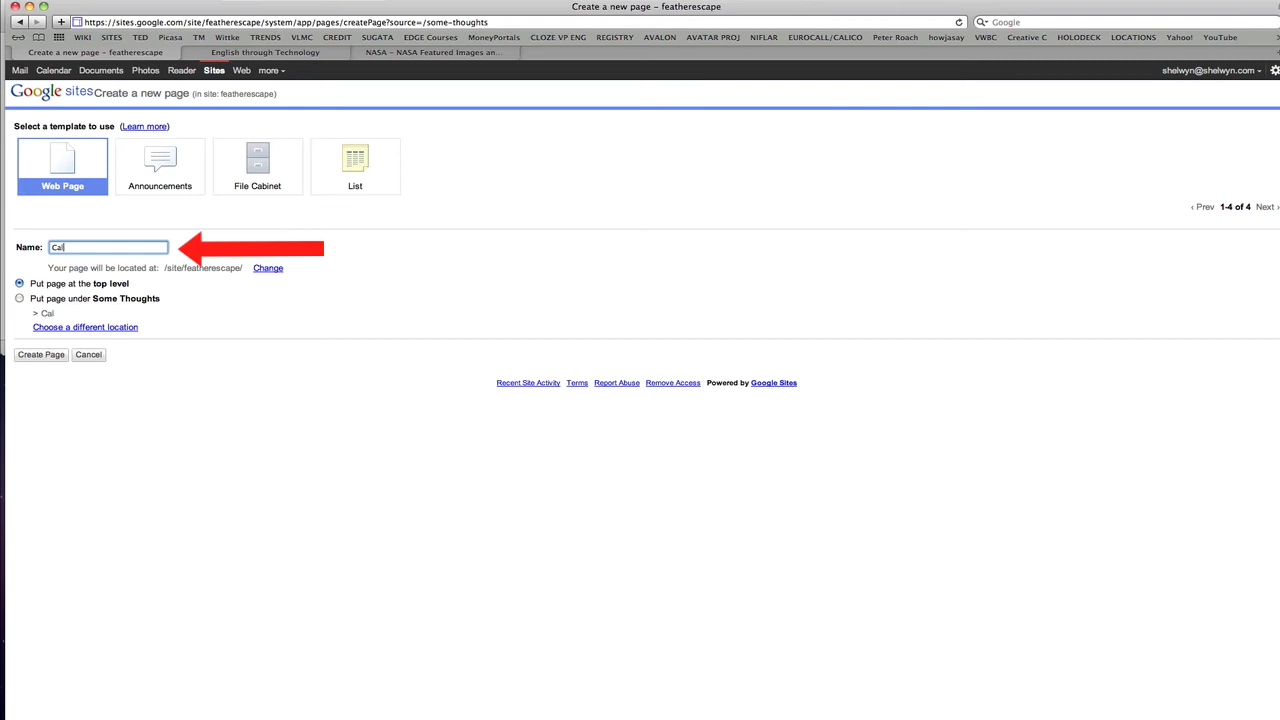 Create a new page – featherescape
https://sites.google.com/site/featherescape/system/app/pages/createPage?source=/some-thoughts
Google
WIKI SITES TED Picasa TM Wittke TRENDS VLMC CREDIT SUGATA EDGE Courses MoneyPortals CLOZE VP ENG REGISTRY AVALON AVATAR PROJ NIFLAR EUROCALL/CALICO Peter Roach howjasay VWBC Creative C HOLODECK LOCATIONS Yahoo! YouTube
Create a new page – featherescape English through Technology NASA – NASA Featured Images an...
Mail Calendar Documents Photos Reader Sites Web more shelwyn@shelwyn.com
Google sites Create a new page (in site: featherescape)
Select a template to use (Learn more)
Web Page Announcements File Cabinet List
‹ Prev 1-4 of 4 Next ›
Name: Cal
Your page will be located at: /site/featherescape/ Change
Put page at the top level
Put page under Some Thoughts
> Cal
Choose a different location
Create Page Cancel
Recent Site Activity Terms Report Abuse Remove Access Powered by Google Sites